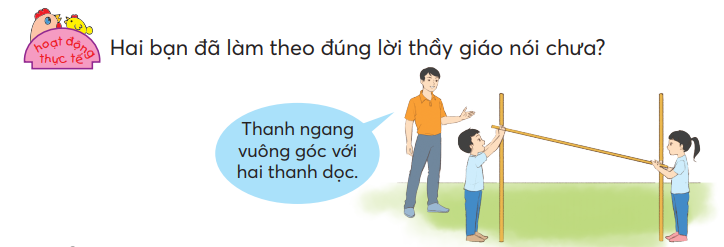 hoạt động
thực tế
Hai bạn đã làm theo đúng lời thầy giáo nói chưa?
Thanh ngang
vuông góc với
hai thanh dọc.